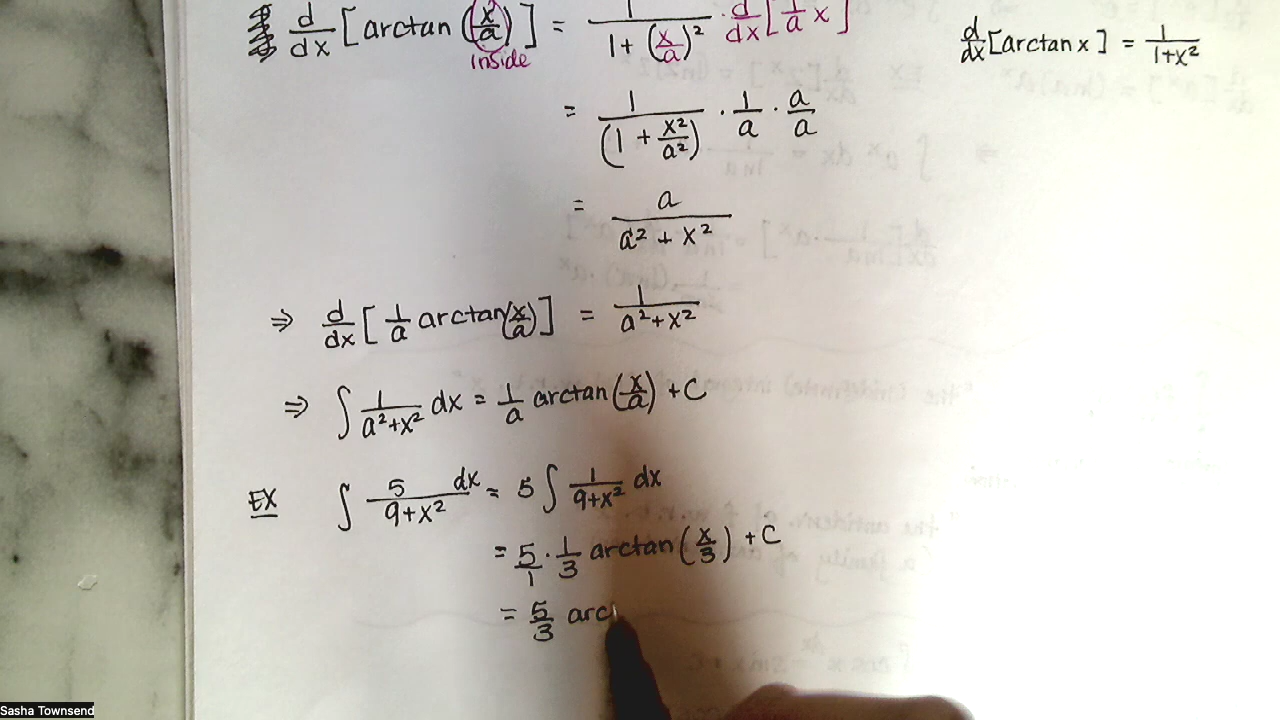 d/dx [arctan (x/a)] = 1/(1 + (x/a)²) · d/dx [1/a x]
inside
d/dx [arctan x] = 1/(1+x²)
= 1/(1 + x²/a²) · 1/a · a/a
= a/(a² + x²)
⇒ d/dx [1/a arctan(x/a)] = 1/(a²+x²)
⇒ ∫ 1/(a²+x²) dx = 1/a arctan(x/a) + C
EX ∫ 5/(9+x²) dx = 5 ∫ 1/(9+x²) dx
= 5/1 · 1/3 arctan(x/3) + C
= 5/3 arc
Sasha Townsend